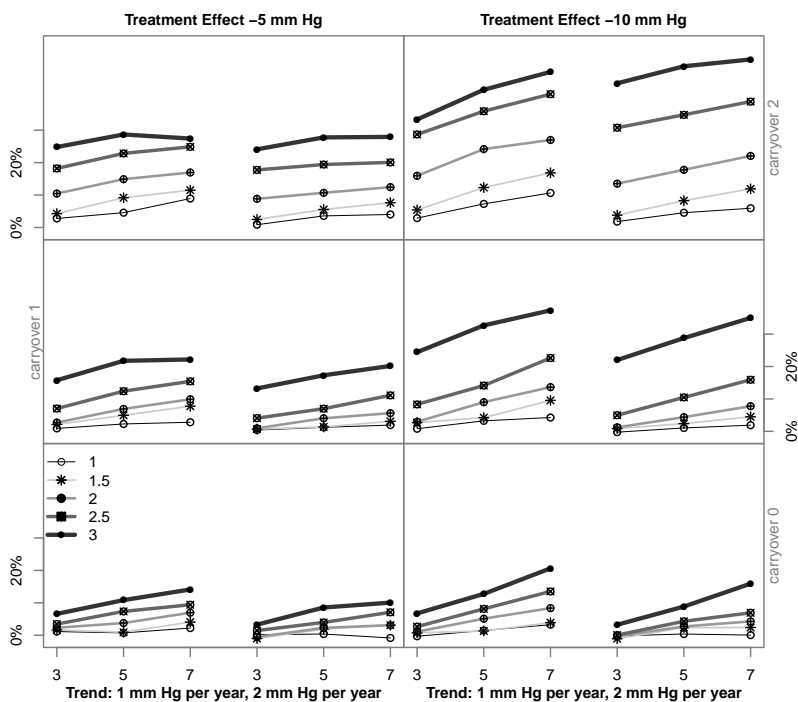 Treatment Effect −5 mm Hg
Treatment Effect −10 mm Hg
0%
20%
carryover 2
carryover 1
0%
20%
1
1.5
2
2.5
3
0%
20%
carryover 0
3 5 7 3 5 7 3 5 7 3 5 7
Trend: 1 mm Hg per year, 2 mm Hg per year
Trend: 1 mm Hg per year, 2 mm Hg per year